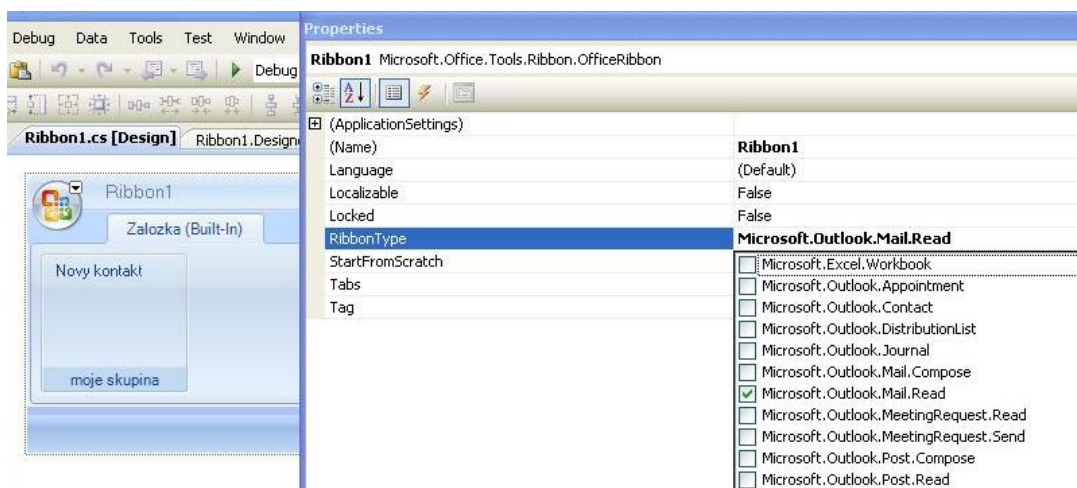 Debug Data Tools Test Window
Debug
Ribbon1.cs [Design] Ribbon1.Design
Ribbon1
Zalozka (Built-In)
Novy kontakt
moje skupina
Properties
Ribbon1 Microsoft.Office.Tools.Ribbon.OfficeRibbon
(ApplicationSettings)
(Name) Ribbon1
Language (Default)
Localizable False
Locked False
RibbonType Microsoft.Outlook.Mail.Read
StartFromScratch
Tabs
Tag
Microsoft.Excel.Workbook
Microsoft.Outlook.Appointment
Microsoft.Outlook.Contact
Microsoft.Outlook.DistributionList
Microsoft.Outlook.Journal
Microsoft.Outlook.Mail.Compose
Microsoft.Outlook.Mail.Read
Microsoft.Outlook.MeetingRequest.Read
Microsoft.Outlook.MeetingRequest.Send
Microsoft.Outlook.Post.Compose
Microsoft.Outlook.Post.Read